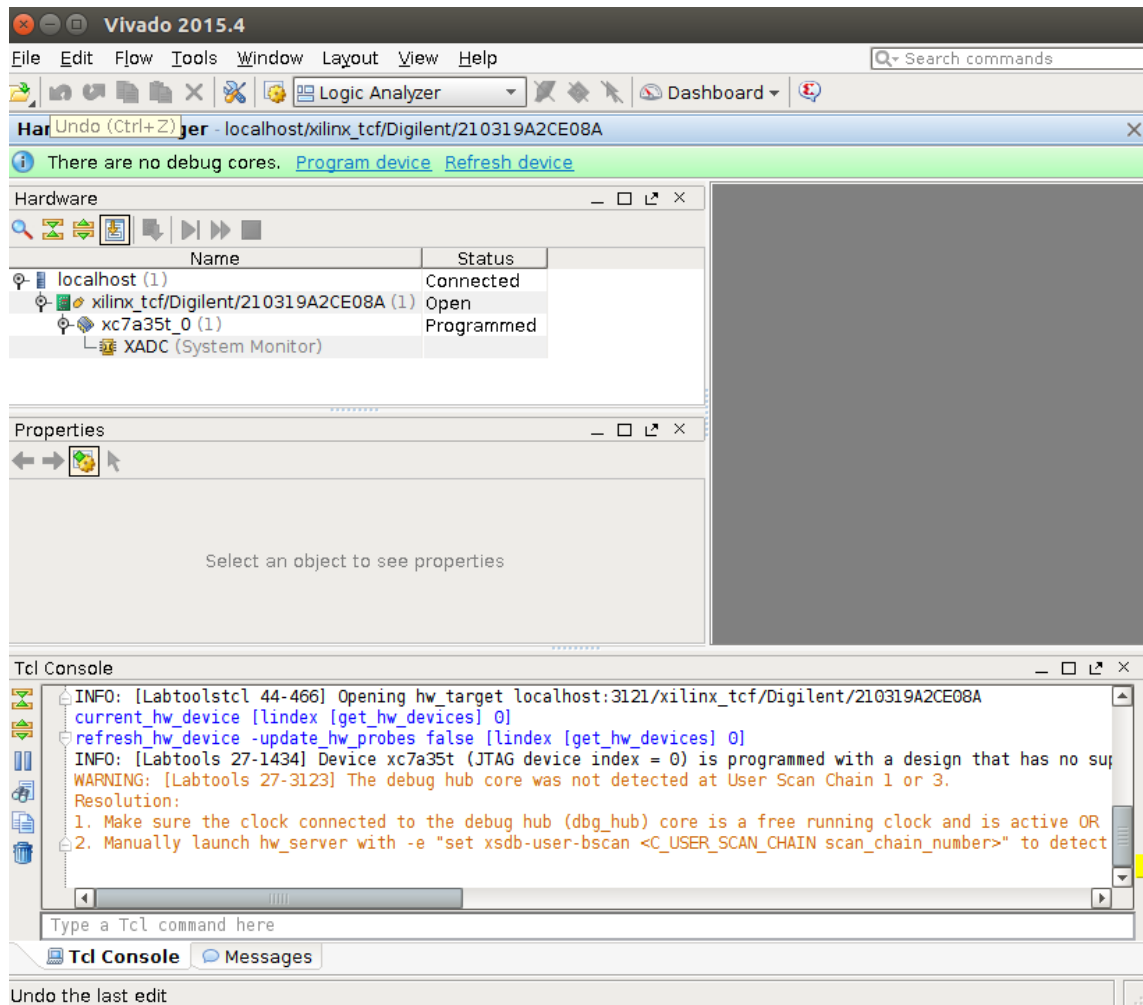 Vivado 2015.4
File Edit Flow Tools Window Layout View Help Search commands
Logic Analyzer Dashboard
Undo (Ctrl+Z) ger - localhost/xilinx_tcf/Digilent/210319A2CE08A
There are no debug cores. Program device Refresh device
Hardware
Name Status
localhost (1) Connected
xilinx_tcf/Digilent/210319A2CE08A (1) Open
xc7a35t_0 (1) Programmed
XADC (System Monitor)
Properties
Select an object to see properties
Tcl Console
INFO: [Labtoolstcl 44-466] Opening hw_target localhost:3121/xilinx_tcf/Digilent/210319A2CE08A
current_hw_device [lindex [get_hw_devices] 0]
refresh_hw_device -update_hw_probes false [lindex [get_hw_devices] 0]
INFO: [Labtools 27-1434] Device xc7a35t (JTAG device index = 0) is programmed with a design that has no sup
WARNING: [Labtools 27-3123] The debug hub core was not detected at User Scan Chain 1 or 3.
Resolution:
1. Make sure the clock connected to the debug hub (dbg_hub) core is a free running clock and is active OR
2. Manually launch hw_server with -e "set xsdb-user-bscan <C_USER_SCAN_CHAIN scan_chain_number>" to detect
Type a Tcl command here
Tcl Console Messages
Undo the last edit